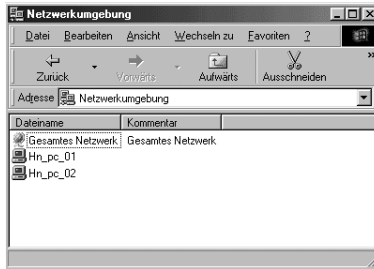 Netzwerkumgebung
Datei Bearbeiten Ansicht Wechseln zu Favoriten ?
Zurück Vorwärts Aufwärts Ausschneiden »
Adresse Netzwerkumgebung
Dateiname Kommentar
Gesamtes Netzwerk Gesamtes Netzwerk
Hn_pc_01
Hn_pc_02